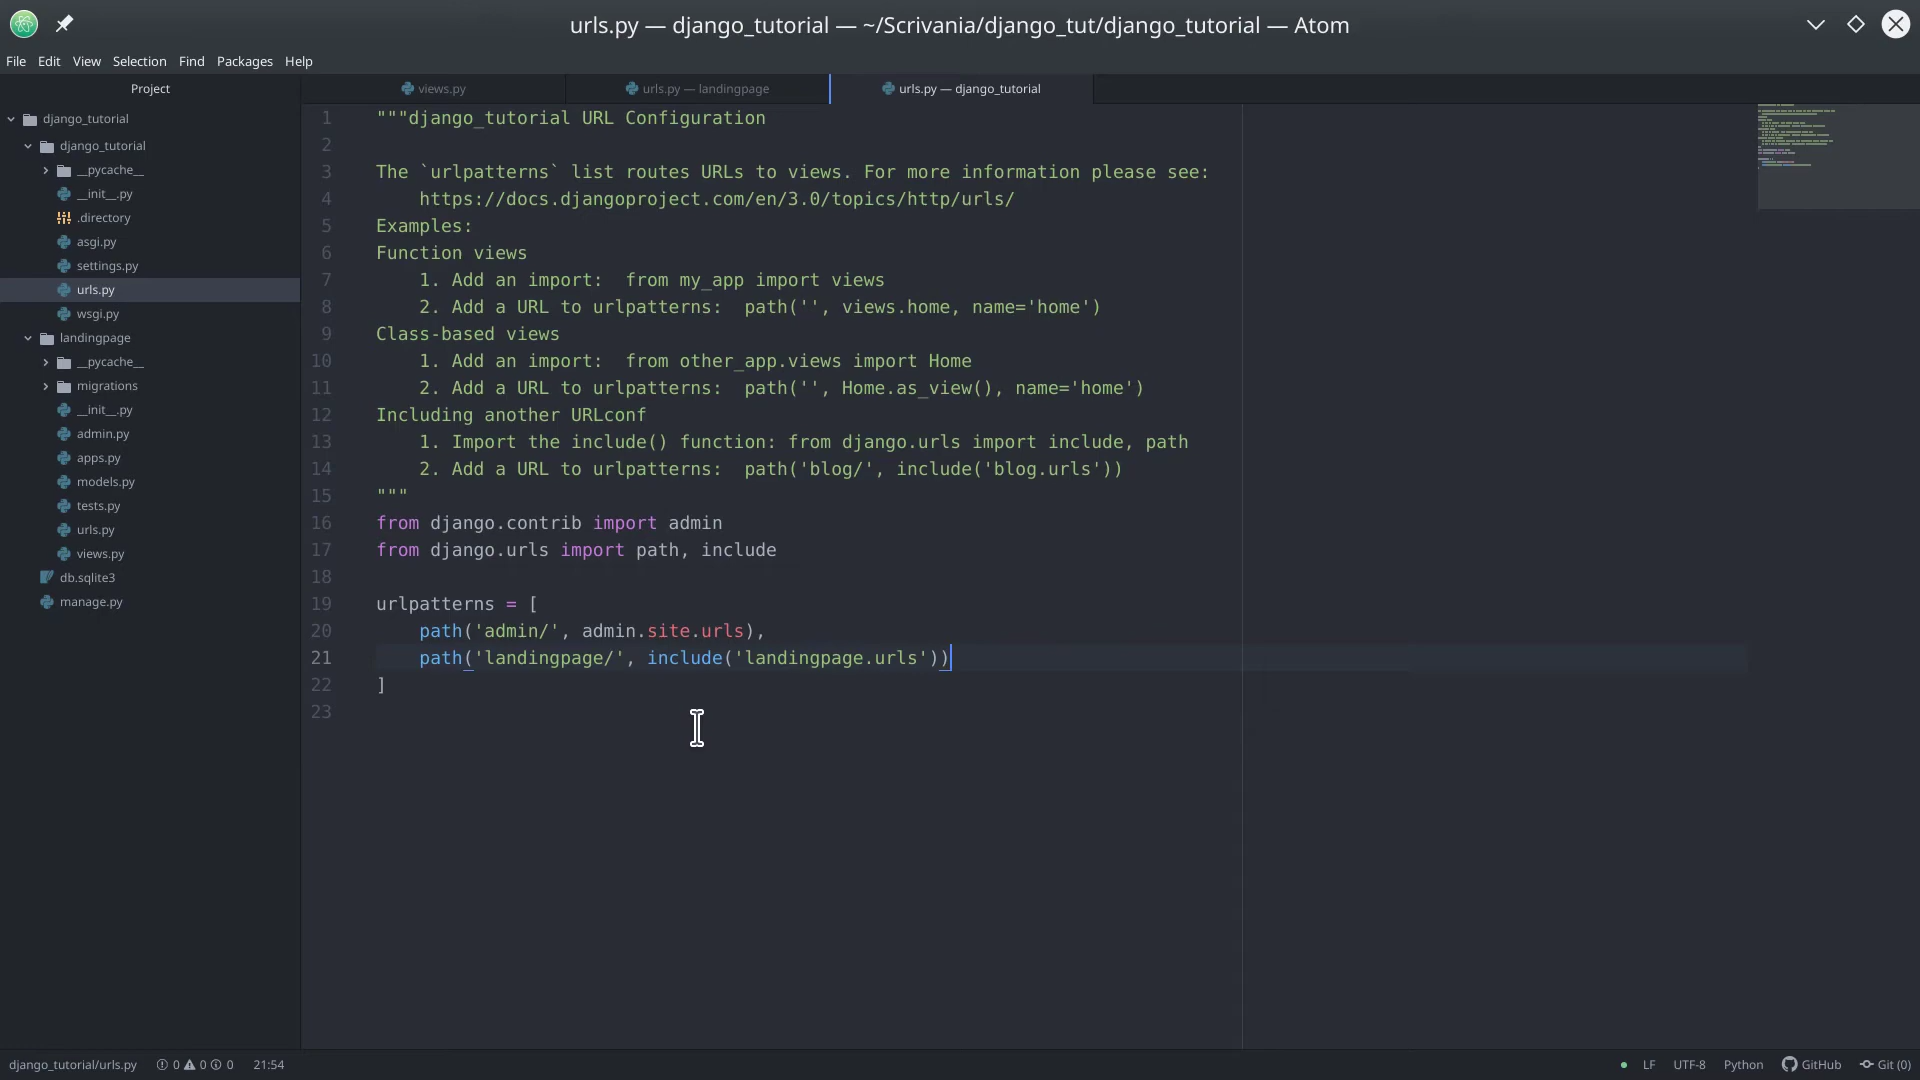 urls.py — django_tutorial — ~/Scrivania/django_tut/django_tutorial — Atom
File Edit View Selection Find Packages Help
Project
django_tutorial
django_tutorial
__pycache__
__init__.py
.directory
asgi.py
settings.py
urls.py
wsgi.py
landingpage
__pycache__
migrations
__init__.py
admin.py
apps.py
models.py
tests.py
urls.py
views.py
db.sqlite3
manage.py
views.py urls.py — landingpage urls.py — django_tutorial
1 """django_tutorial URL Configuration
2
3 The `urlpatterns` list routes URLs to views. For more information please see:
4     https://docs.djangoproject.com/en/3.0/topics/http/urls/
5 Examples:
6 Function views
7     1. Add an import:  from my_app import views
8     2. Add a URL to urlpatterns:  path('', views.home, name='home')
9 Class-based views
10     1. Add an import:  from other_app.views import Home
11     2. Add a URL to urlpatterns:  path('', Home.as_view(), name='home')
12 Including another URLconf
13     1. Import the include() function: from django.urls import include, path
14     2. Add a URL to urlpatterns:  path('blog/', include('blog.urls'))
15 """
16 from django.contrib import admin
17 from django.urls import path, include
18
19 urlpatterns = [
20     path('admin/', admin.site.urls),
21     path('landingpage/', include('landingpage.urls'))
22 ]
23
django_tutorial/urls.py 0 0 0 21:54 LF UTF-8 Python GitHub Git (0)